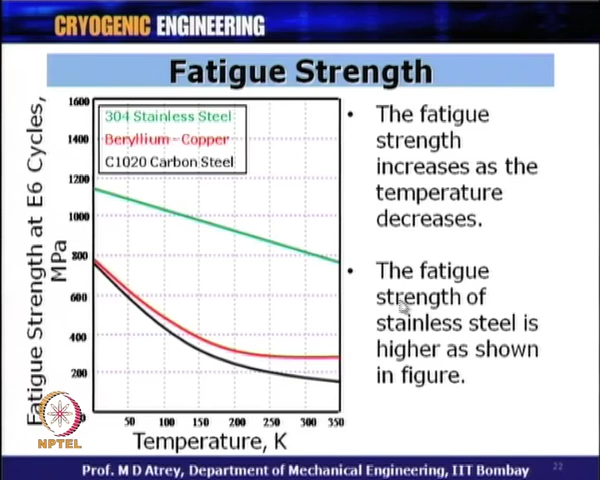 CRYOGENIC ENGINEERING
Fatigue Strength
Fatigue Strength at E6 Cycles,
MPa
1600
1400
1200
1000
800
600
400
200
0
304 Stainless Steel
Beryllium - Copper
C1020 Carbon Steel
50 100 150 200 250 300 350
Temperature, K
• The fatigue
strength
increases as the
temperature
decreases.
• The fatigue
strength of
stainless steel is
higher as shown
in figure.
NPTEL
Prof. M D Atrey, Department of Mechanical Engineering, IIT Bombay
22